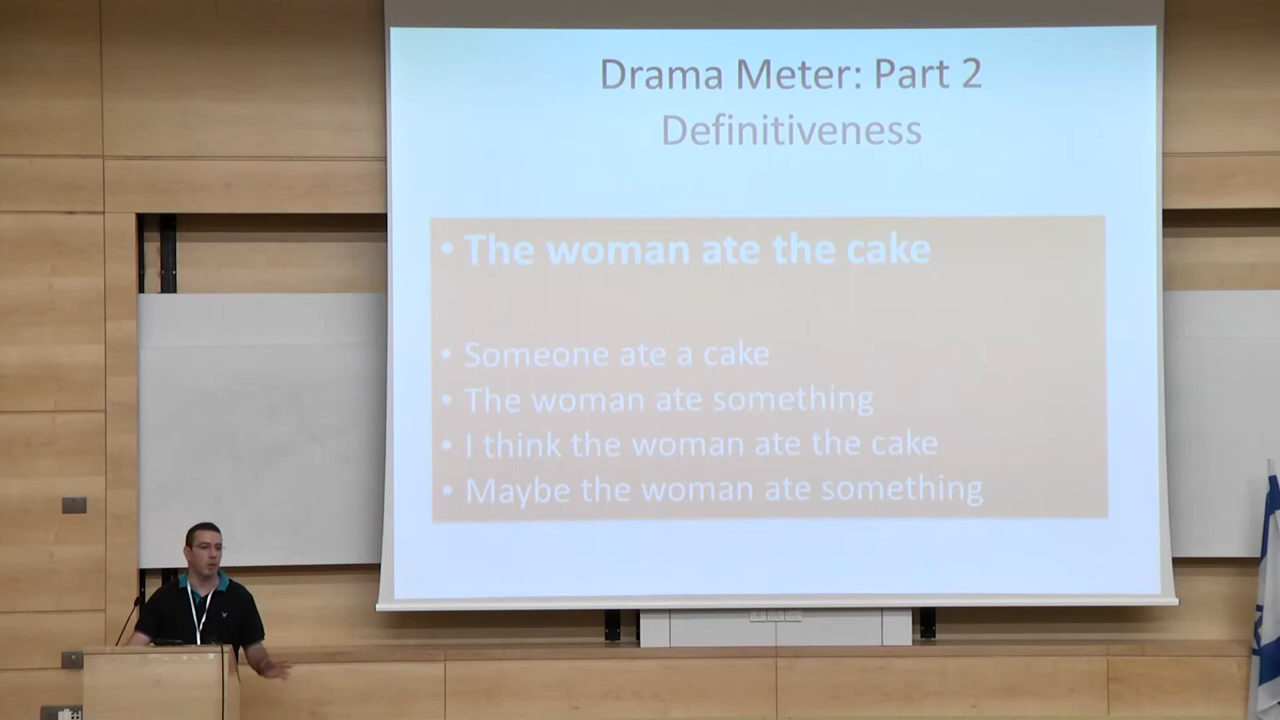 Drama Meter: Part 2
Definitiveness
• The woman ate the cake
• Someone ate a cake
• The woman ate something
• I think the woman ate the cake
• Maybe the woman ate something